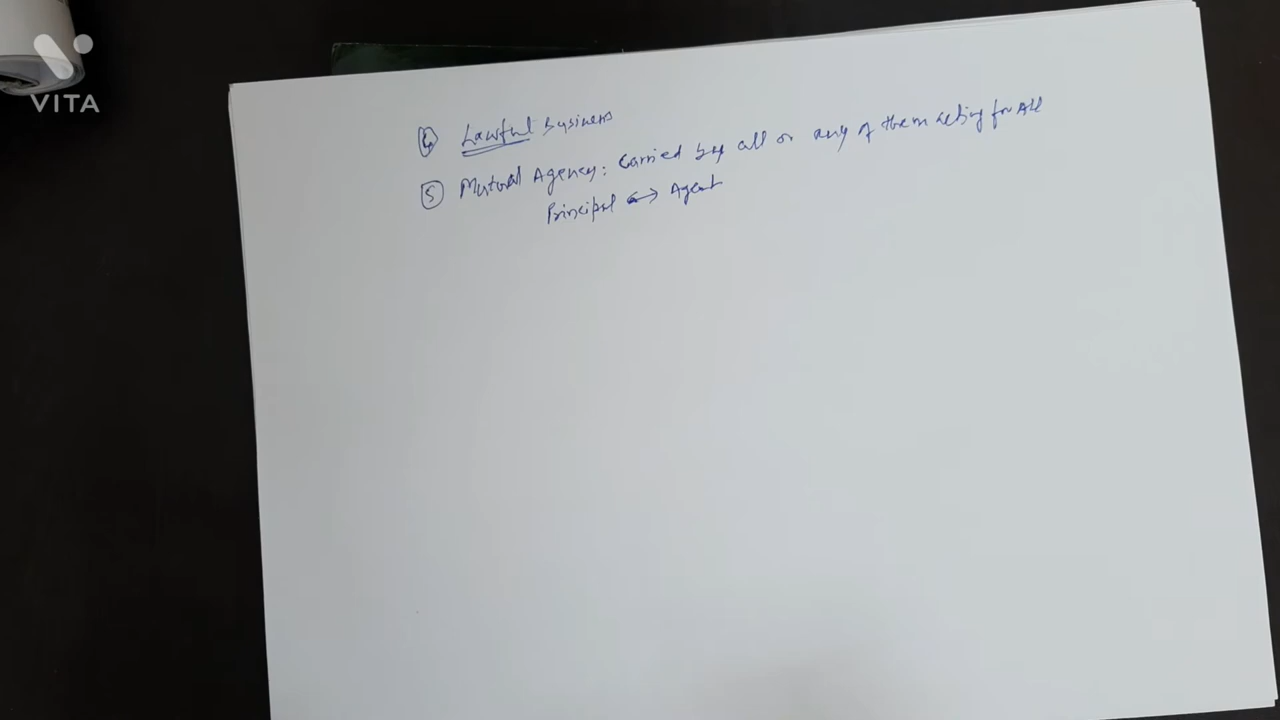 VITA
④ Lawful Business
⑤ Mutual Agency: Carried by all or any of them acting for All
Principal ↔ Agent